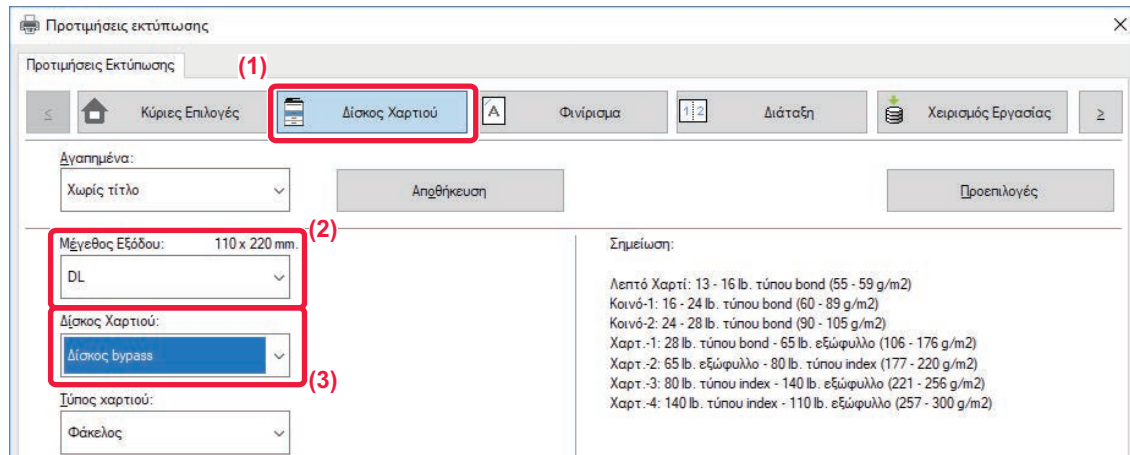 Προτιμήσεις εκτύπωσης
Προτιμήσεις Εκτύπωσης
(1)
≤ Κύριες Επιλογές Δίσκος Χαρτιού A Φινίρισμα 1 2 Διάταξη Χειρισμός Εργασίας ≥
Αγαπημένα:
Χωρίς τίτλο Αποθήκευση Προεπιλογές
(2)
Μέγεθος Εξόδου: 110 x 220 mm.
DL
Δίσκος Χαρτιού:
Δίσκος bypass
(3)
Τύπος χαρτιού:
Φάκελος
Σημείωση:
Λεπτό Χαρτί: 13 - 16 lb. τύπου bond (55 - 59 g/m2)
Κοινό-1: 16 - 24 lb. τύπου bond (60 - 89 g/m2)
Κοινό-2: 24 - 28 lb. τύπου bond (90 - 105 g/m2)
Χαρτ.-1: 28 lb. τύπου bond - 65 lb. εξώφυλλο (106 - 176 g/m2)
Χαρτ.-2: 65 lb. εξώφυλλο - 80 lb. τύπου index (177 - 220 g/m2)
Χαρτ.-3: 80 lb. τύπου index - 140 lb. εξώφυλλο (221 - 256 g/m2)
Χαρτ.-4: 140 lb. τύπου index - 110 lb. εξώφυλλο (257 - 300 g/m2)